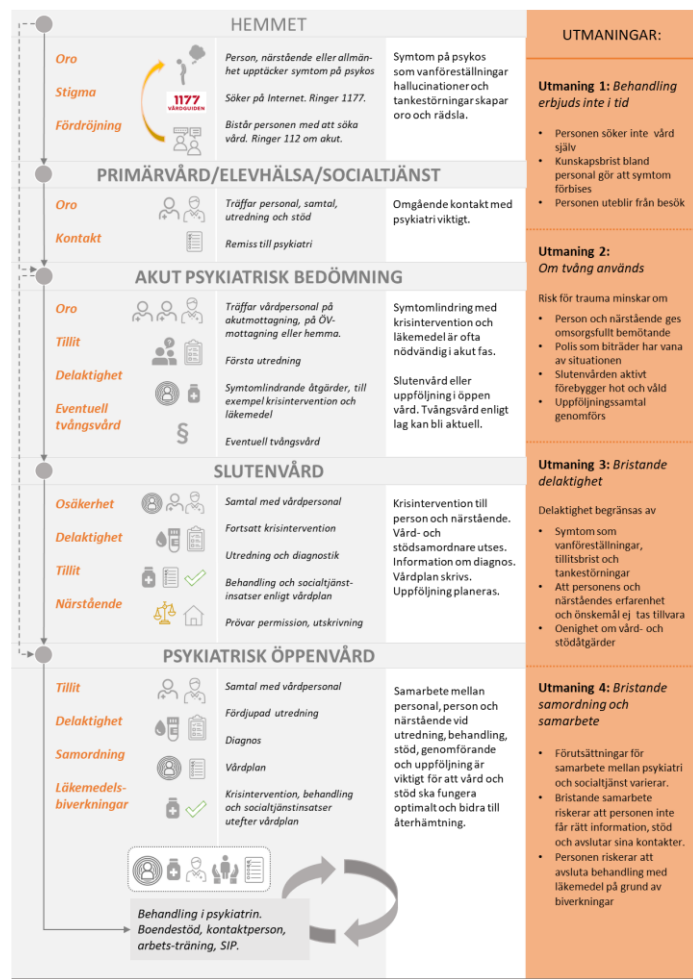 HEMMET
Oro
Stigma
Fördröjning
1177
VÅRDGUIDEN
Person, närstående eller allmän-
het upptäcker symtom på psykos
Söker på Internet. Ringer 1177.
Bistår personen med att söka
vård. Ringer 112 om akut.
Symtom på psykos
som vanföreställningar
hallucinationer och
tankestörningar skapar
oro och rädsla.
PRIMÄRVÅRD/ELEVHÄLSA/SOCIALTJÄNST
Oro
Kontakt
Träffar personal, samtal,
utredning och stöd
Remiss till psykiatri
Omgående kontakt med
psykiatri viktigt.
AKUT PSYKIATRISK BEDÖMNING
Oro
Tillit
Delaktighet
Eventuell
tvångsvård
§
Träffar vårdpersonal på
akutmottagning, på ÖV-
mottagning eller hemma.
Första utredning
Symtomlindrande åtgärder, till
exempel krisintervention och
läkemedel
Eventuell tvångsvård
Symtomlindring med
krisintervention och
läkemedel är ofta
nödvändig i akut fas.
Slutenvård eller
uppföljning i öppen
vård. Tvångsvård enligt
lag kan bli aktuell.
SLUTENVÅRD
Osäkerhet
Delaktighet
Tillit
Närstående
Samtal med vårdpersonal
Fortsatt krisintervention
Utredning och diagnostik
Behandling och socialtjänst-
insatser enligt vårdplan
Prövar permission, utskrivning
Krisintervention till
person och närstående.
Vård- och
stödsamordnare utses.
Information om diagnos.
Vårdplan skrivs.
Uppföljning planeras.
PSYKIATRISK ÖPPENVÅRD
Tillit
Delaktighet
Samordning
Läkemedels-
biverkningar
Samtal med vårdpersonal
Fördjupad utredning
Diagnos
Vårdplan
Krisintervention, behandling
och socialtjänstinsatser
utefter vårdplan
Samarbete mellan
personal, person och
närstående vid
utredning, behandling,
stöd, genomförande
och uppföljning är
viktigt för att vård och
stöd ska fungera
optimalt och bidra till
återhämtning.
Behandling i psykiatrin.
Boendestöd, kontaktperson,
arbets-träning, SIP.
UTMANINGAR:
Utmaning 1: Behandling
erbjuds inte i tid
• Personen söker inte vård
själv
• Kunskapsbrist bland
personal gör att symtom
förbises
• Personen uteblir från besök
Utmaning 2:
Om tvång används
Risk för trauma minskar om
• Person och närstående ges
omsorgsfullt bemötande
• Polis som biträder har vana
av situationen
• Slutenvården aktivt
förebygger hot och våld
• Uppföljningssamtal
genomförs
Utmaning 3: Bristande
delaktighet
Delaktighet begränsas av
• Symtom som
vanföreställningar,
tillitsbrist och
tankestörningar
• Att personens och
närståendes erfarenhet
och önskemål ej tas tillvara
• Oenighet om vård- och
stödåtgärder
Utmaning 4: Bristande
samordning och
samarbete
• Förutsättningar för
samarbete mellan psykiatri
och socialtjänst varierar.
• Bristande samarbete
riskerar att personen inte
får rätt information, stöd
och avslutar sina kontakter.
• Personen riskerar att
avsluta behandling med
läkemedel på grund av
biverkningar